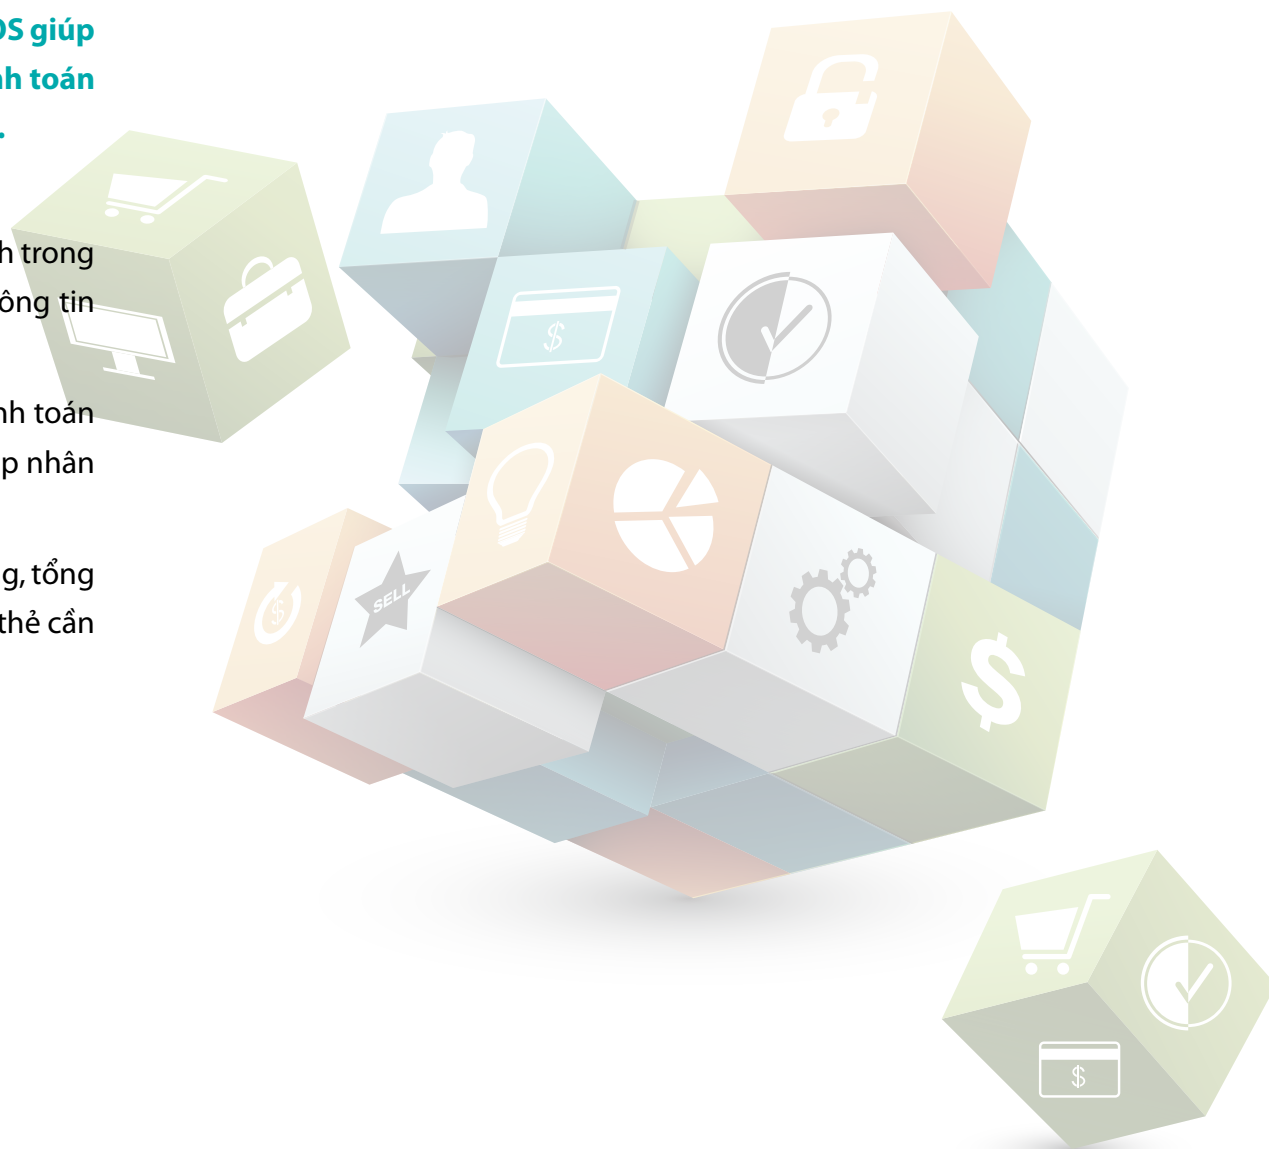 OS giúp
nh toán
.
h trong
ông tin
nh toán
p nhân
g, tổng
thẻ cần
$
$
SELL
$
$